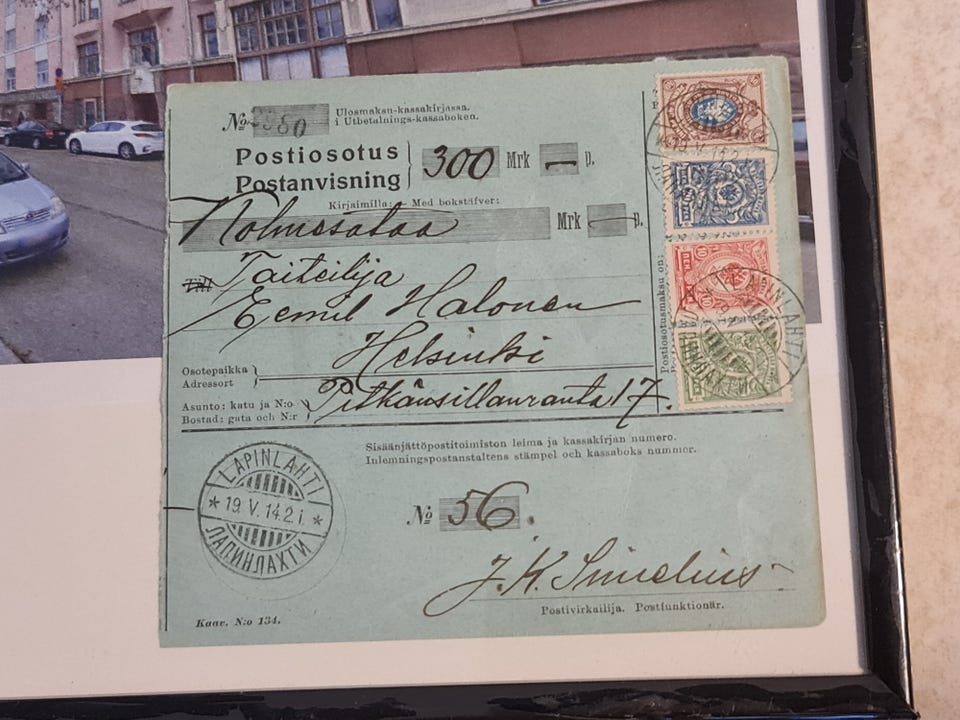 № 80
Ulosmaksu-kassakirjassa.
i Utbetalnings-kassaboken.
Postiosotus
Postanvisning
300 Mrk — p.
Kirjaimilla: — Med bokstäfver:
Kolmesataa Mrk — p.
Till Taiteilija
Eemil Halonen
Helsinki
Osotepaikka
Adressort
Asunto: katu ja N:o
Bostad: gata och N:r
Pitkänsillanranta 17.
Postiosotusmaksu on:
Sisäänjättöpostitoimiston leima ja kassakirjan numero.
Inlemningspostanstaltens stämpel och kassaboks nummer.
LAPINLAHTI
* 19.V.14.2 i. *
ЛАПИНЛАХТИ
№ 56.
J. K. Simelius
Postivirkailija. Postfunktionär.
Kaav. N:o 134.